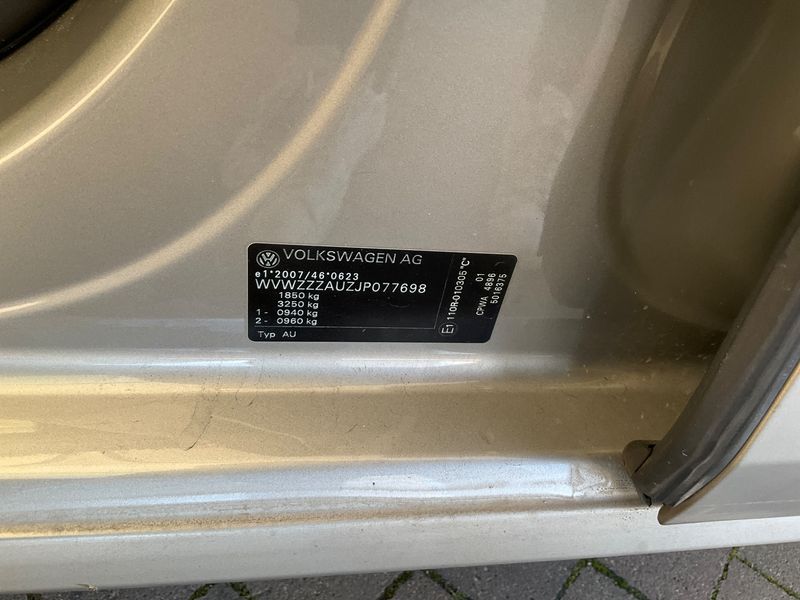 VOLKSWAGEN AG
e1*2007/46*0623
WVWZZZAUZJP077698
1850 kg
3250 kg
1 - 0940 kg
2 - 0960 kg
Typ AU
E1 110R-010305 "C"
01
CPWA 4896
5016375